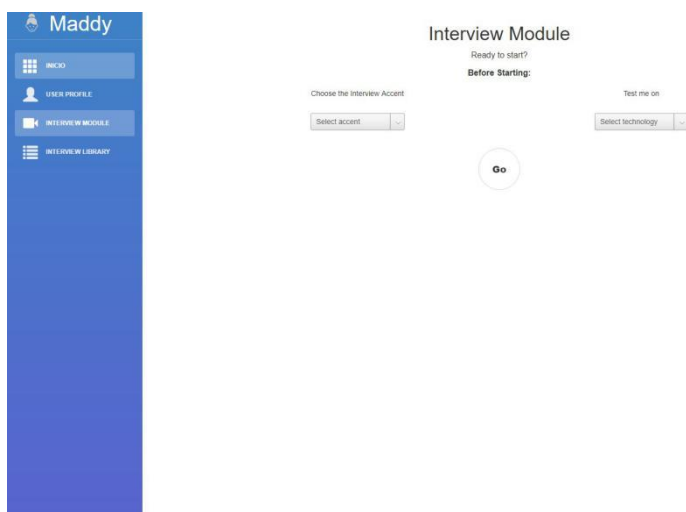 Maddy
INICIO
USER PROFILE
INTERVIEW MODULE
INTERVIEW LIBRARY
Interview Module
Ready to start?
Before Starting:
Choose the Interview Accent
Test me on
Select accent
Select technology
Go